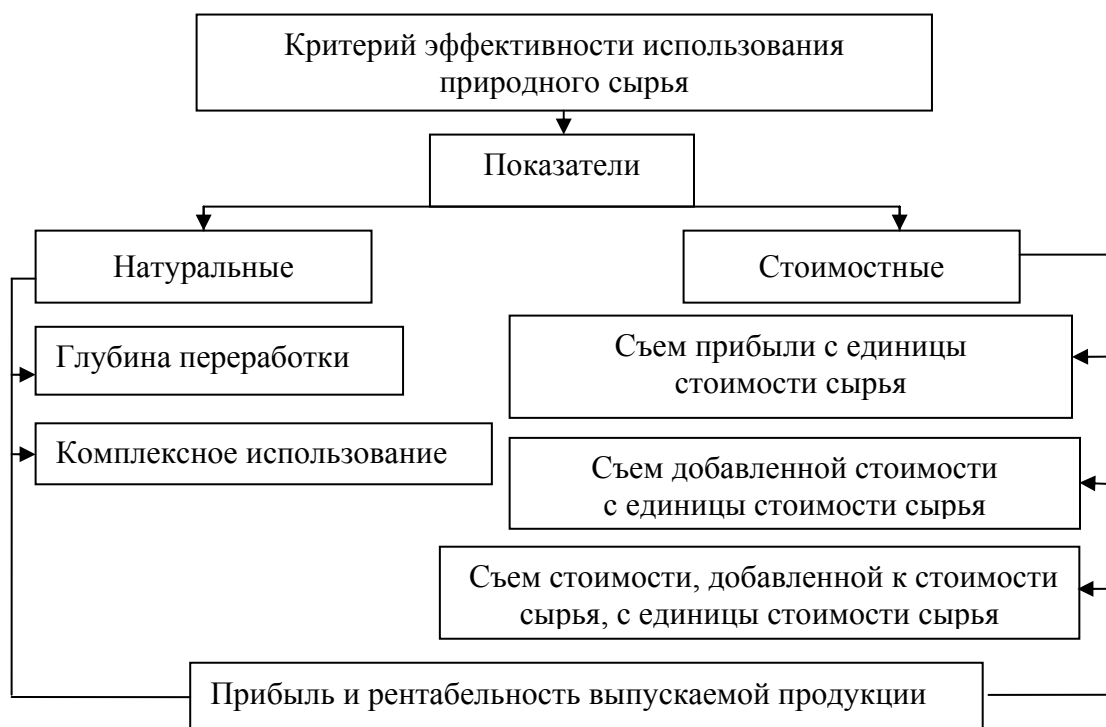 Критерий эффективности использования
природного сырья
Показатели
Натуральные
Стоимостные
Глубина переработки
Съем прибыли с единицы
стоимости сырья
Комплексное использование
Съем добавленной стоимости
с единицы стоимости сырья
Съем стоимости, добавленной к стоимости
сырья, с единицы стоимости сырья
Прибыль и рентабельность выпускаемой продукции